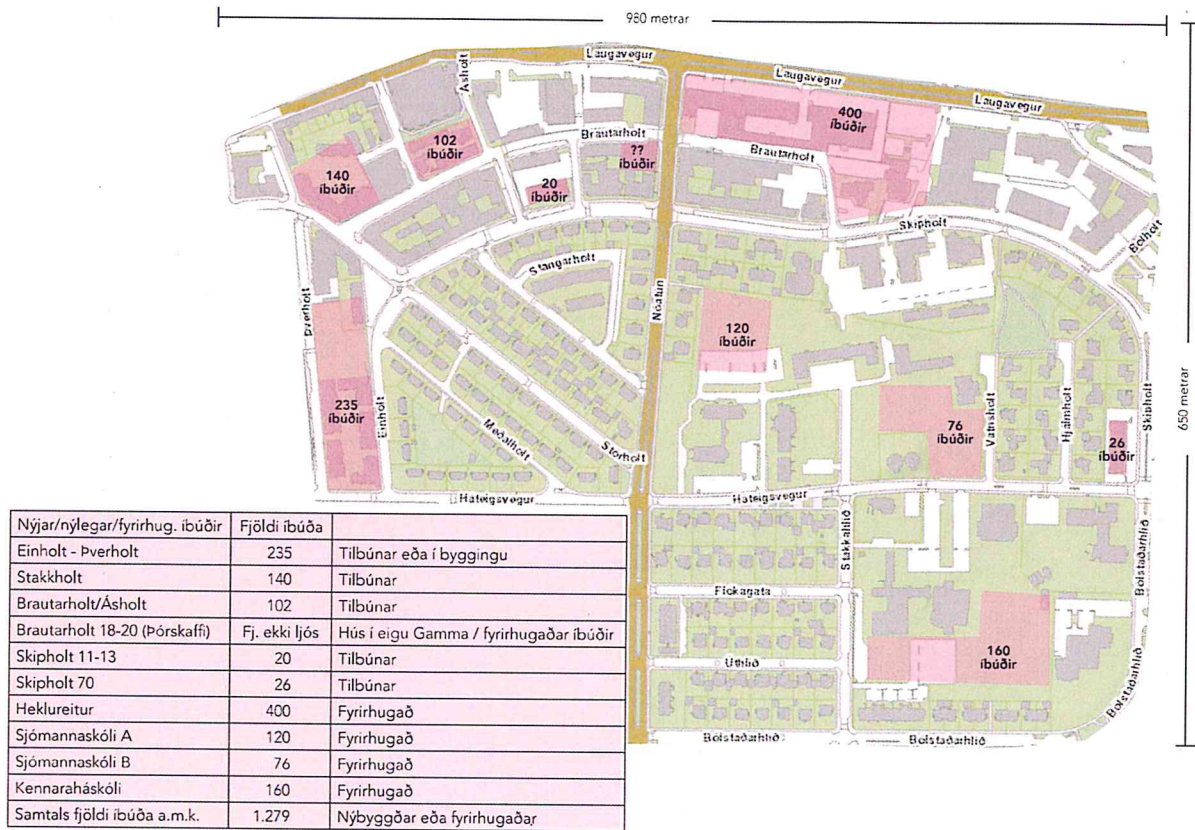 980 metrar
650 metrar
Laugavegur
Laugavegur
Laugavegur
Ásholt
Brautarholt
Brautarholt
400
íbúðir
102
íbúðir
??
íbúðir
140
íbúðir
20
íbúðir
Skipholt
Bolholt
Stangarholt
Nóatún
Þverholt
120
íbúðir
235
íbúðir
Einholt
Meðalholt
Stórholt
76
íbúðir
Vatnsholt
Hjálmholt
26
íbúðir
Skipholt
Háteigsvegur
Háteigsvegur
Stakkahlíð
Bólstaðarhlíð
Flókagata
Úthlíð
160
íbúðir
Bólstaðarhlíð
Bólstaðarhlíð
Bólstaðarhlíð
Nýjar/nýlegar/fyrirhug. íbúðir Fjöldi íbúða
Einholt - Þverholt 235 Tilbúnar eða í byggingu
Stakkholt 140 Tilbúnar
Brautarholt/Ásholt 102 Tilbúnar
Brautarholt 18-20 (Þórskaffi) Fj. ekki ljós Hús í eigu Gamma / fyrirhugaðar íbúðir
Skipholt 11-13 20 Tilbúnar
Skipholt 70 26 Tilbúnar
Heklureitur 400 Fyrirhugað
Sjómannaskóli A 120 Fyrirhugað
Sjómannaskóli B 76 Fyrirhugað
Kennaraháskóli 160 Fyrirhugað
Samtals fjöldi íbúða a.m.k. 1.279 Nýbyggðar eða fyrirhugaðar